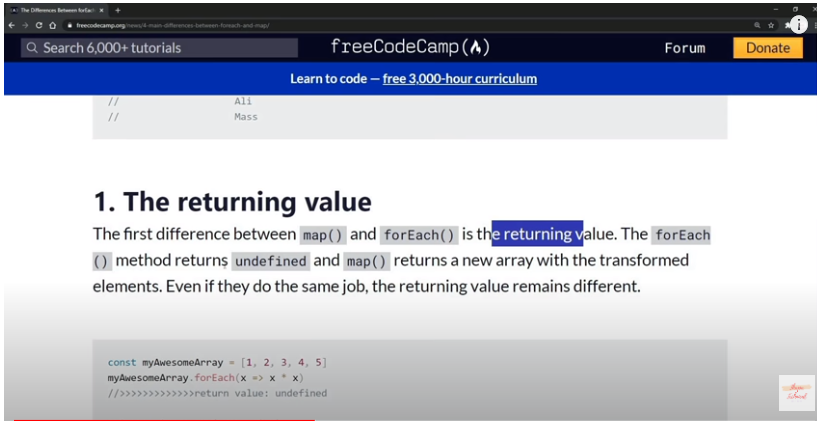 The Differences Between forEach
freecodecamp.org/news/4-main-differences-between-foreach-and-map/
Search 6,000+ tutorials
freeCodeCamp(🔥)
Forum
Donate
Learn to code — free 3,000-hour curriculum
// Ali
// Mass
1. The returning value
The first difference between map() and forEach() is the returning value. The forEach
() method returns undefined and map() returns a new array with the transformed
elements. Even if they do the same job, the returning value remains different.
const myAwesomeArray = [1, 2, 3, 4, 5]
myAwesomeArray.forEach(x => x * x)
//>>>>>>>>>>>>>return value: undefined